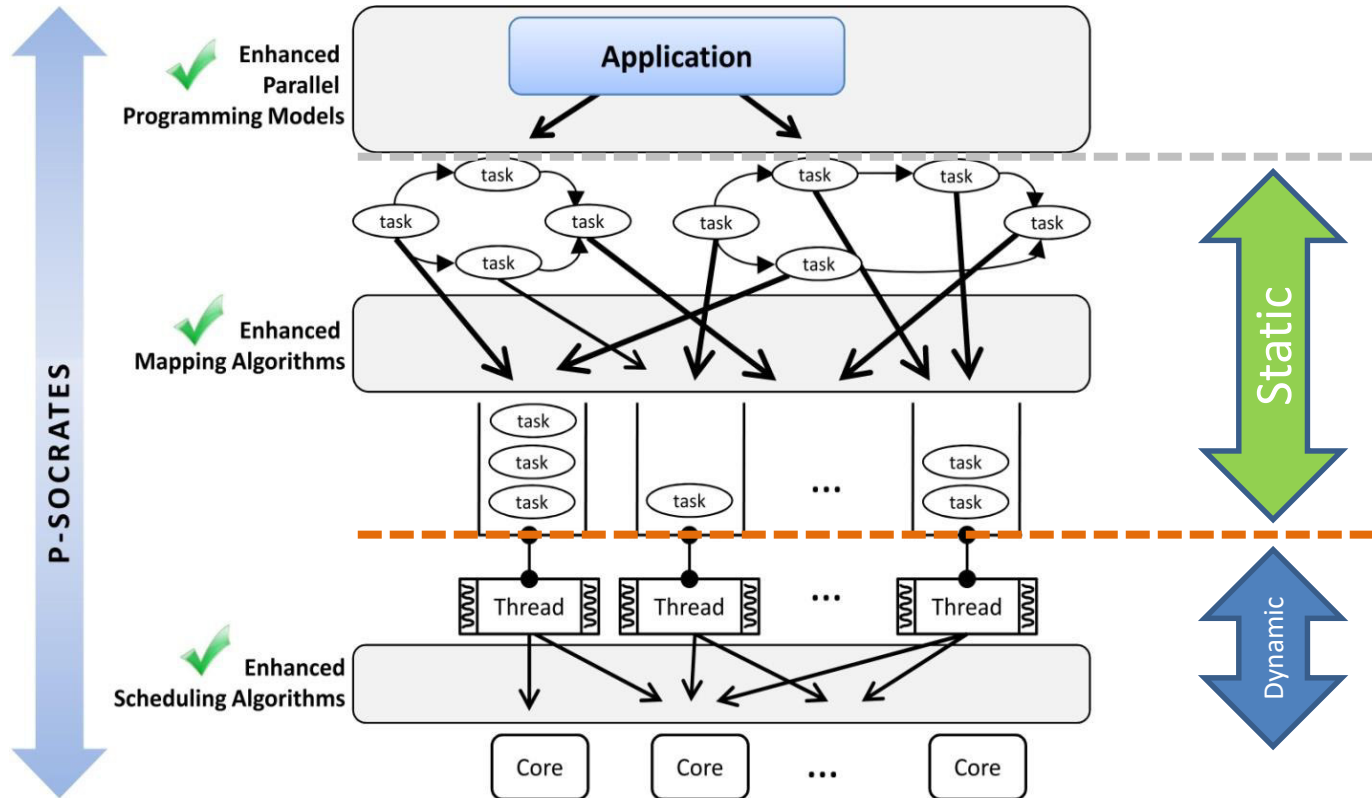 Application
Enhanced
Parallel
Programming Models
task
task
task
task
task
task
task
task
task
Enhanced
Mapping Algorithms
P-SOCRATES
Static
task
task
task
task
task
task
...
Thread
Thread
...
Thread
Dynamic
Enhanced
Scheduling Algorithms
Core
Core
...
Core